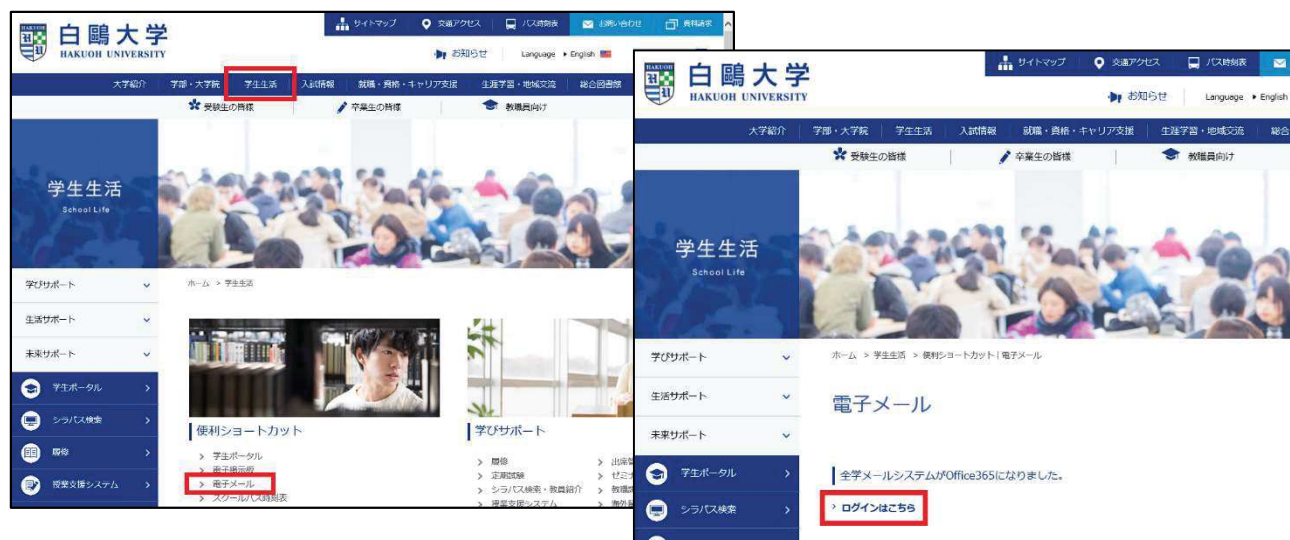 サイトマップ 交通アクセス バス時刻表 お問い合わせ 資料請求
HAKUOH
白鷗大学
HAKUOH UNIVERSITY
お知らせ Language English
大学紹介 学部・大学院 学生生活 入試情報 就職・資格・キャリア支援 生涯学習・地域交流 総合図書館
受験生の皆様 卒業生の皆様 教職員向け
学生生活
School Life
学びサポート
生活サポート
未来サポート
学生ポータル
シラバス検索
履修
授業支援システム
ホーム > 学生生活
便利ショートカット
> 学生ポータル
> 電子掲示板
> 電子メール
> スクールバス時刻表
学びサポート
> 履修
> 定期試験
> シラバス検索・教員紹介
> 授業支援システム
サイトマップ 交通アクセス バス時刻表
HAKUOH
白鷗大学
HAKUOH UNIVERSITY
お知らせ Language English
大学紹介 学部・大学院 学生生活 入試情報 就職・資格・キャリア支援 生涯学習・地域交流 総合
受験生の皆様 卒業生の皆様 教職員向け
学生生活
School Life
学びサポート
生活サポート
未来サポート
学生ポータル
シラバス検索
ホーム > 学生生活 > 便利ショートカット | 電子メール
電子メール
全学メールシステムがOffice365になりました。
> ログインはこちら